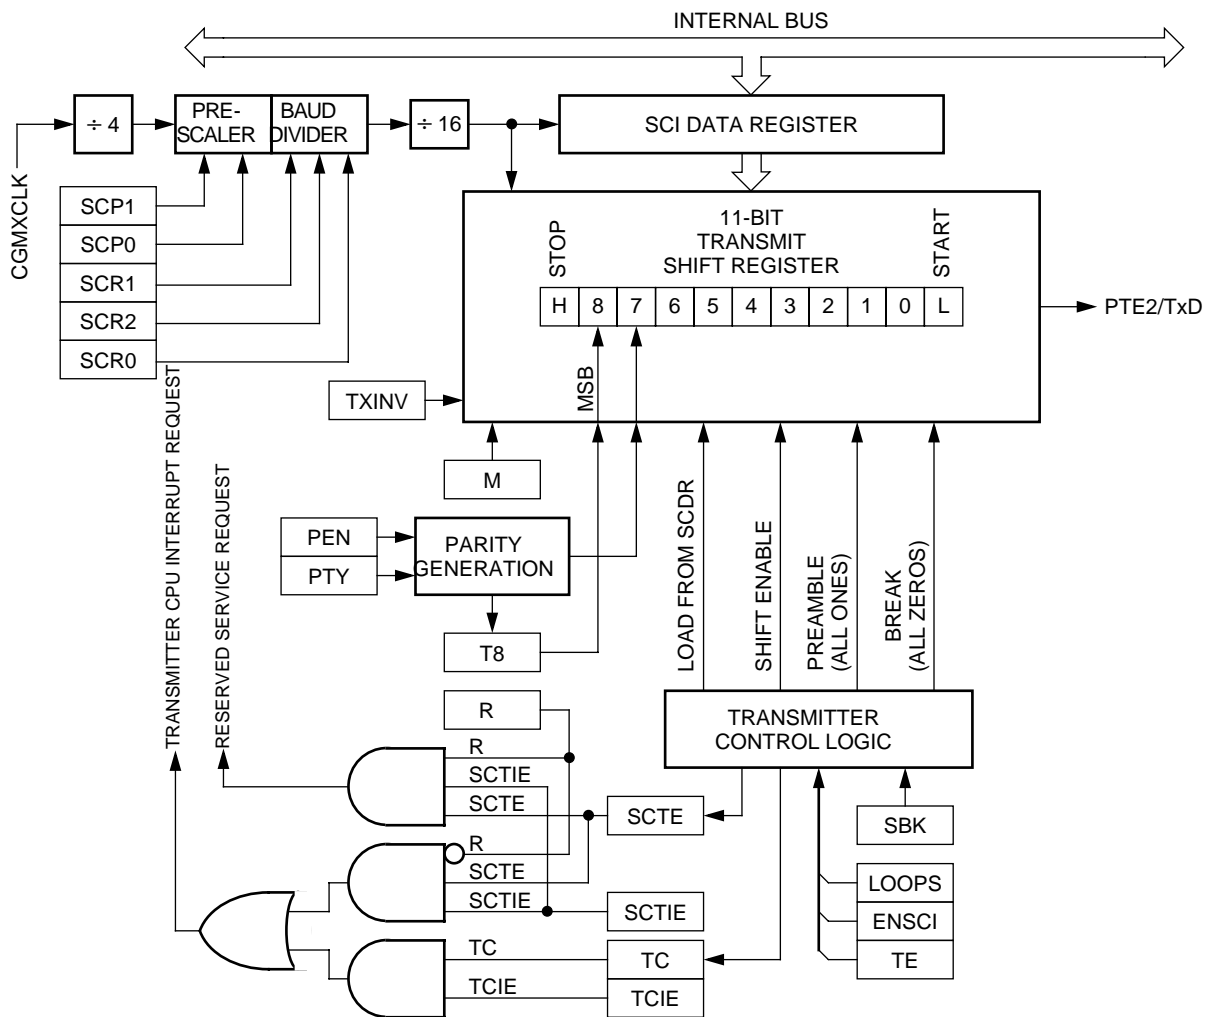 INTERNAL BUS
÷ 4
PRE-
SCALER
BAUD
DIVIDER
÷ 16
SCI DATA REGISTER
CGMXCLK
SCP1
SCP0
SCR1
SCR2
SCR0
11-BIT
TRANSMIT
SHIFT REGISTER
STOP
START
H 8 7 6 5 4 3 2 1 0 L
PTE2/TxD
MSB
TXINV
M
PEN
PTY
PARITY
GENERATION
T8
R
LOAD FROM SCDR
SHIFT ENABLE
PREAMBLE
(ALL ONES)
BREAK
(ALL ZEROS)
TRANSMITTER
CONTROL LOGIC
TRANSMITTER CPU INTERRUPT REQUEST
RESERVED SERVICE REQUEST
R
SCTIE
SCTE
SCTE
SBK
R
SCTE
SCTIE
SCTIE
LOOPS
ENSCI
TE
TC
TC
TCIE
TCIE